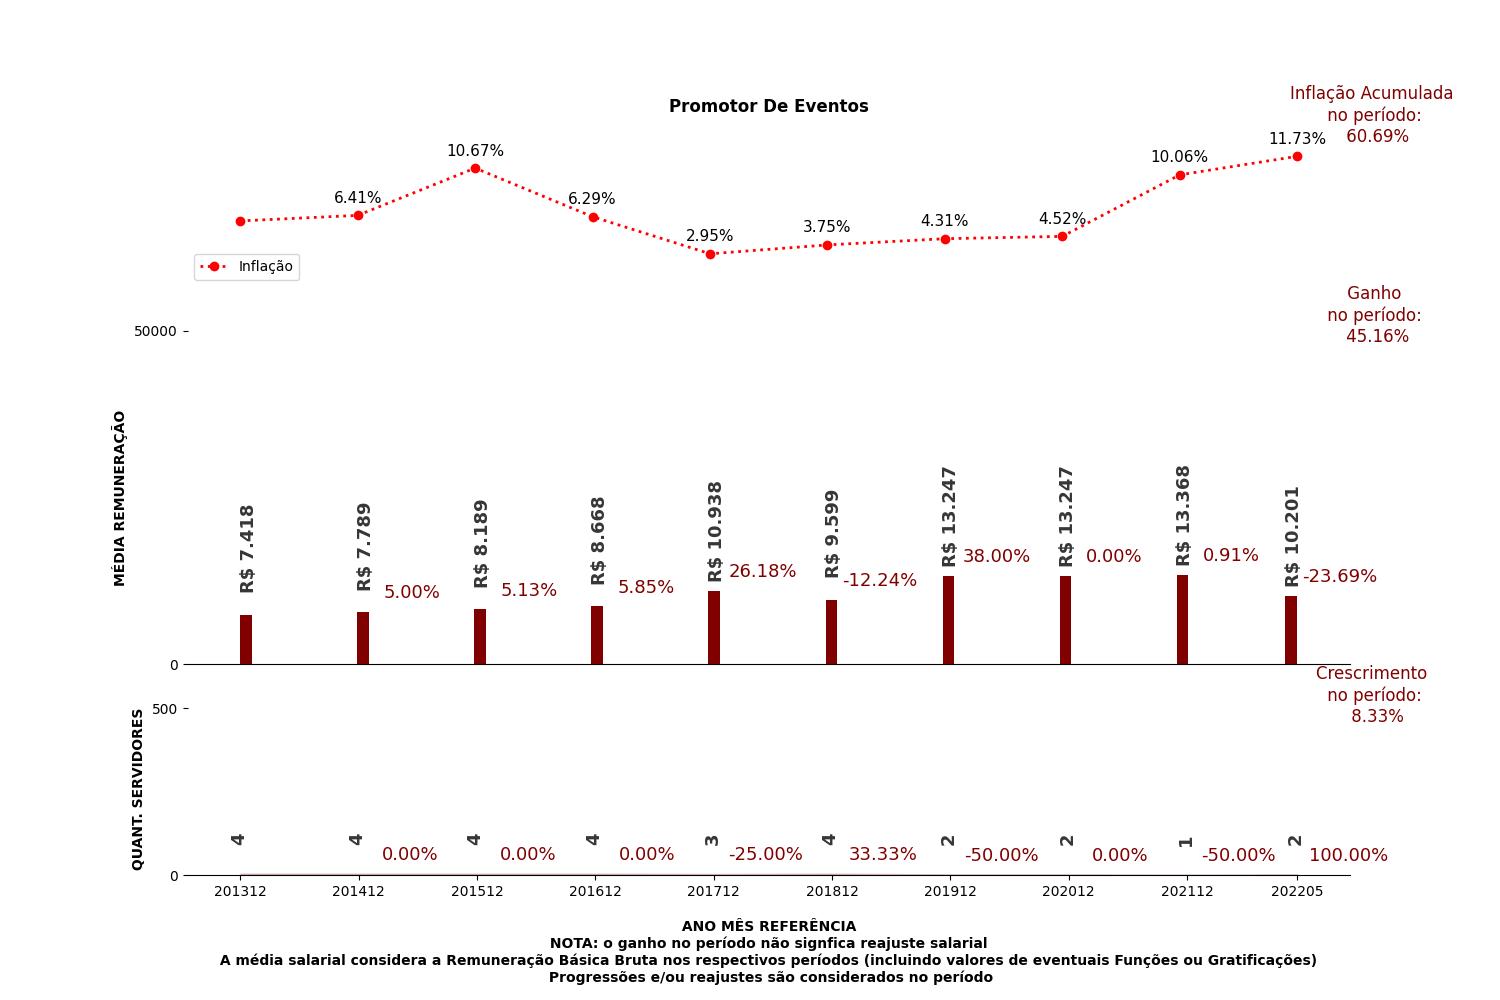 Promotor De Eventos
Inflação Acumulada
no período:
60.69%
6.41%
10.67%
6.29%
2.95%
3.75%
4.31%
4.52%
10.06%
11.73%
Inflação
Ganho
no período:
45.16%
50000
0
MÉDIA REMUNERAÇÃO
R$ 7.418
R$ 7.789
R$ 8.189
R$ 8.668
R$ 10.938
R$ 9.599
R$ 13.247
R$ 13.247
R$ 13.368
R$ 10.201
5.00%
5.13%
5.85%
26.18%
-12.24%
38.00%
0.00%
0.91%
-23.69%
Crescrimento
no período:
8.33%
500
0
QUANT. SERVIDORES
4
4
4
4
3
4
2
2
1
2
0.00%
0.00%
0.00%
-25.00%
33.33%
-50.00%
0.00%
-50.00%
100.00%
201312
201412
201512
201612
201712
201812
201912
202012
202112
202205
ANO MÊS REFERÊNCIA
NOTA: o ganho no período não signfica reajuste salarial
A média salarial considera a Remuneração Básica Bruta nos respectivos períodos (incluindo valores de eventuais Funções ou Gratificações)
Progressões e/ou reajustes são considerados no período